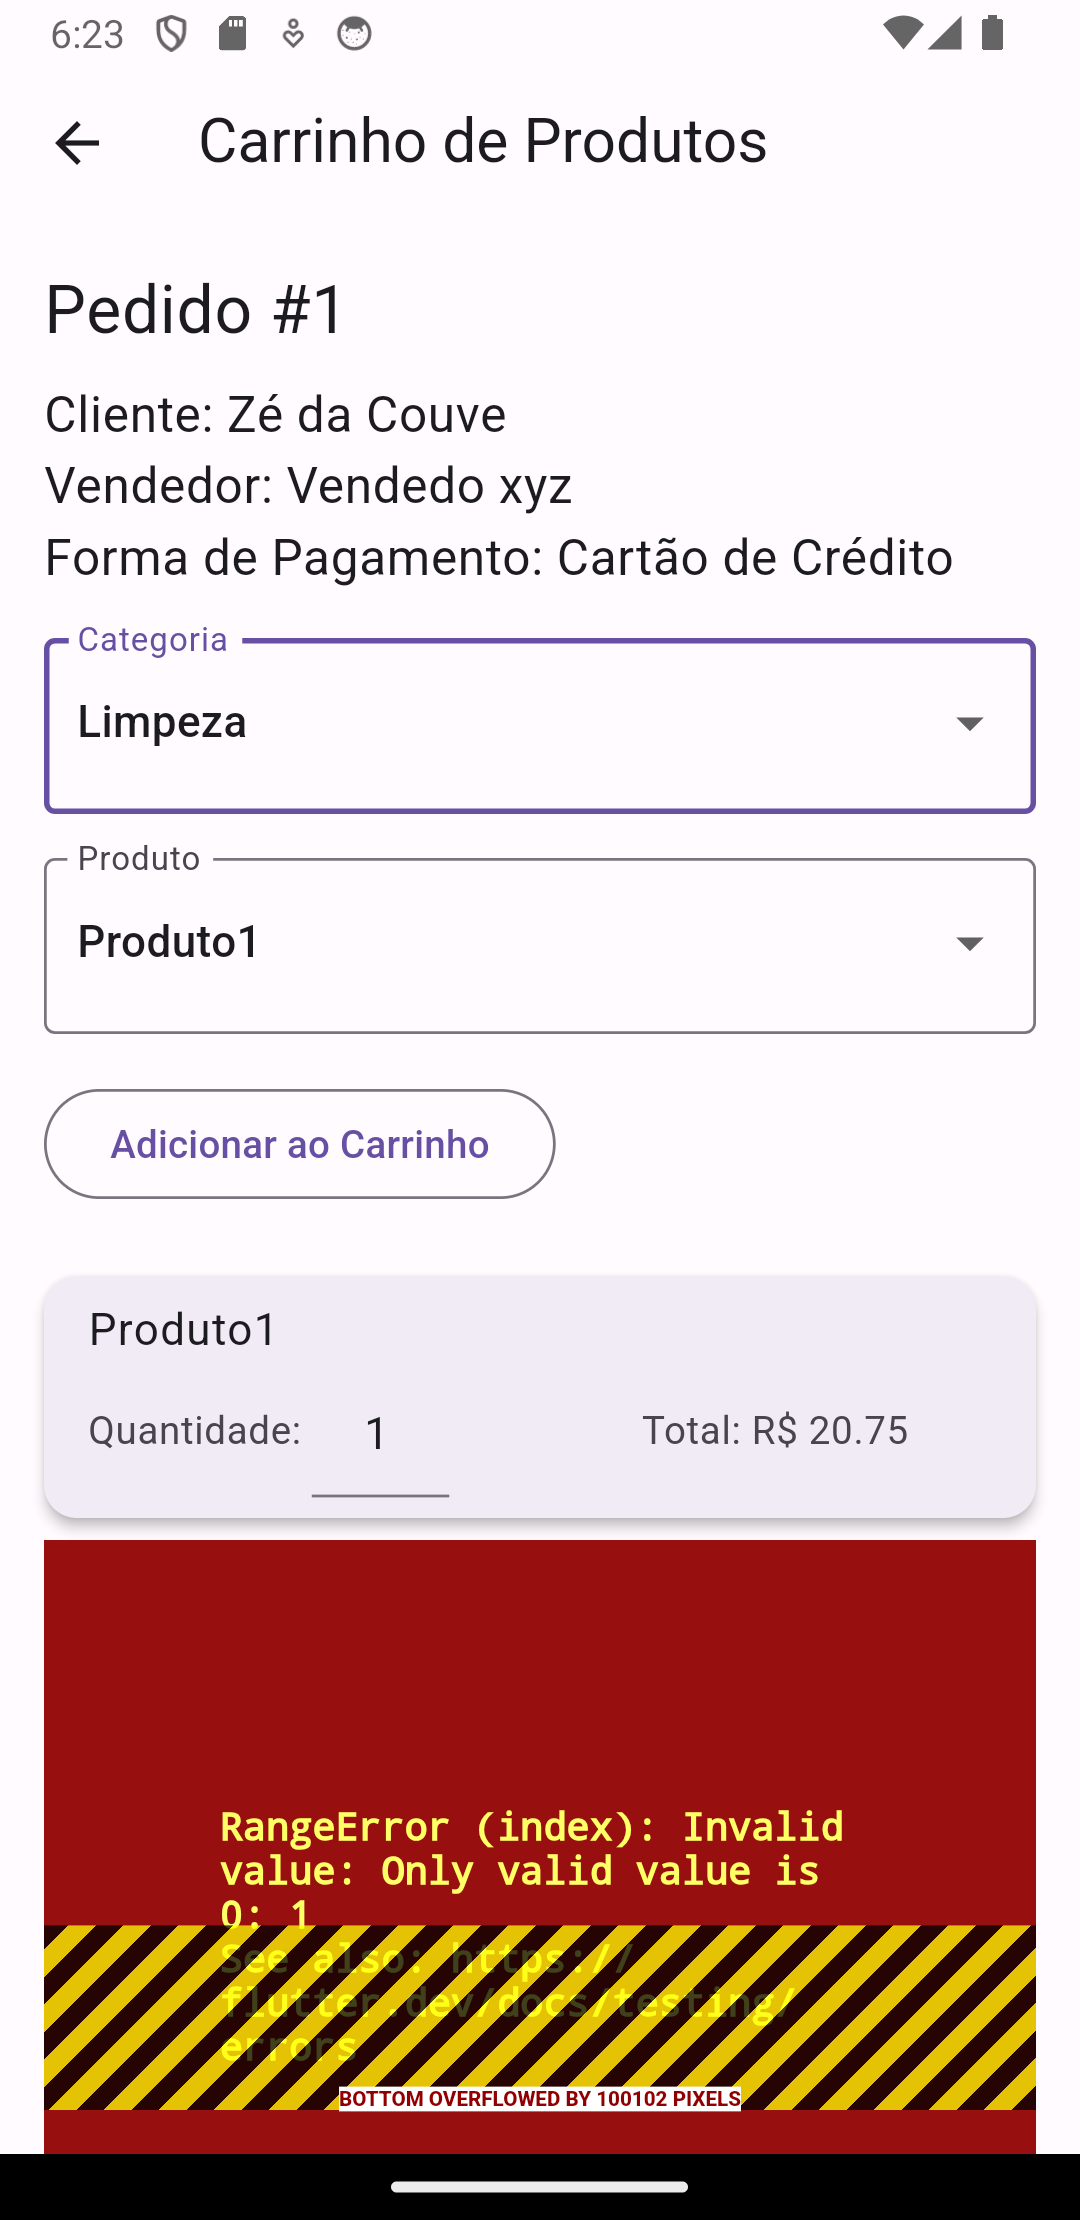 6:23
Carrinho de Produtos
Pedido #1
Cliente: Zé da Couve
Vendedor: Vendedo xyz
Forma de Pagamento: Cartão de Crédito
Categoria
Limpeza
Produto
Produto1
Adicionar ao Carrinho
Produto1
Quantidade: 1 Total: R$ 20.75
RangeError (index): Invalid
value: Only valid value is
0: 1
See also: https://
flutter.dev/docs/testing/
errors
BOTTOM OVERFLOWED BY 100102 PIXELS